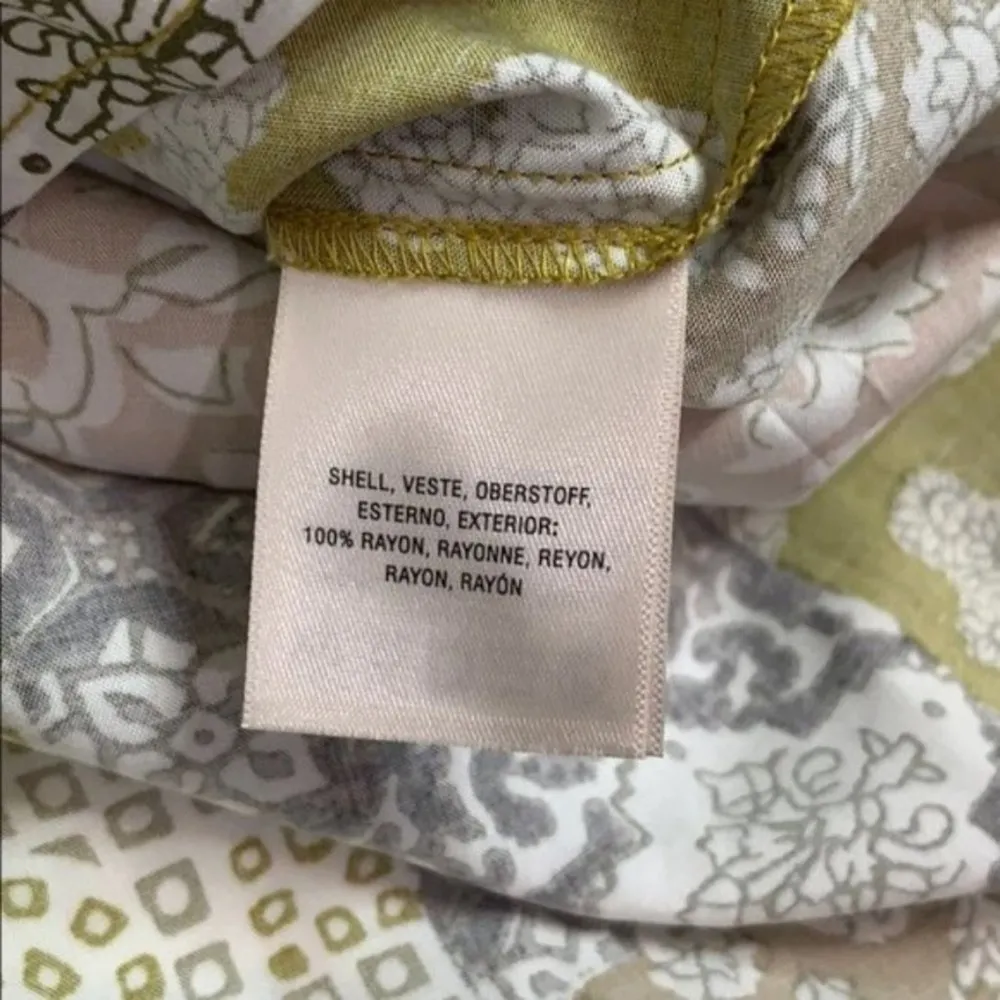 SHELL, VESTE, OBERSTOFF,
ESTERNO, EXTERIOR:
100% RAYON, RAYONNE, REYON,
RAYON, RAYÓN